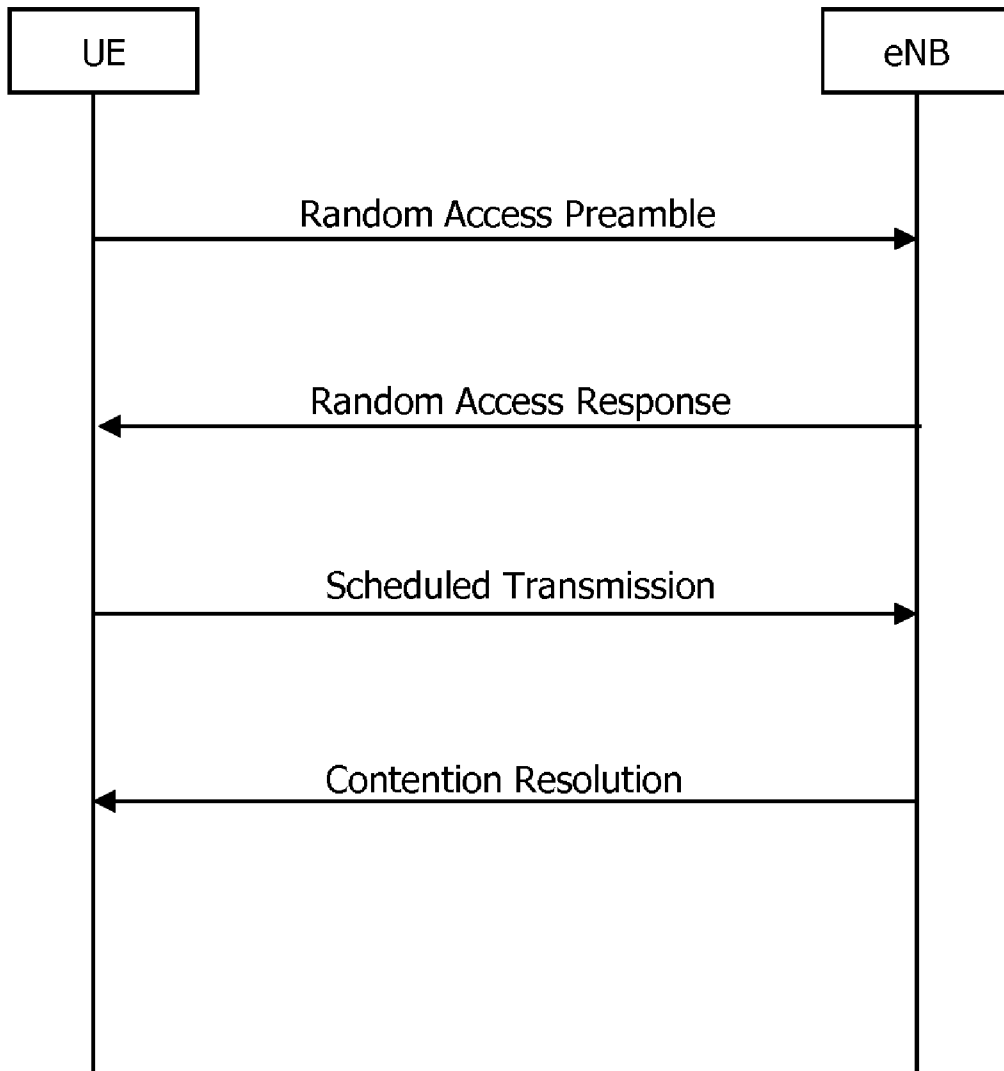 UE
eNB
Random Access Preamble
Random Access Response
Scheduled Transmission
Contention Resolution